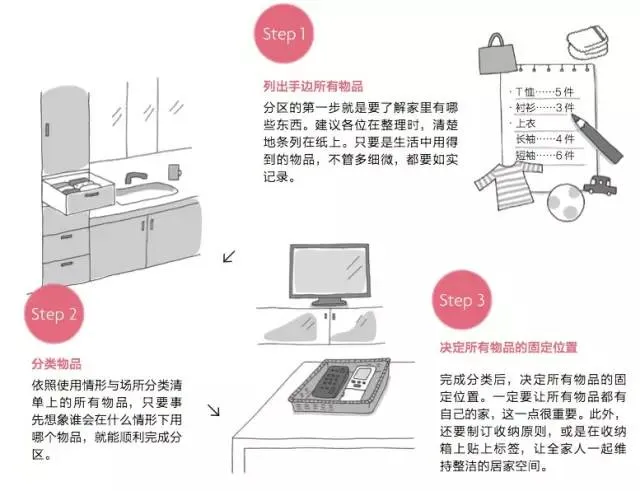 Step 1
列出手边所有物品
分区的第一步就是要了解家里有哪
些东西。建议各位在整理时，清楚
地条列在纸上。只要是生活中用得
到的物品，不管多细微，都要如实
记录。
·T恤……5件
·衬衫……3件
·上衣
长袖……4件
短袖……6件
Step 2
分类物品
依照使用情形与场所分类清
单上的所有物品，只要事
先想象谁会在什么情形下用
哪个物品，就能顺利完成分
区。
Step 3
决定所有物品的固定位置
完成分类后，决定所有物品的固
定位置。一定要让所有物品都有
自己的家，这一点很重要。此外，
还要制订收纳原则，或是在收纳
箱上贴上标签，让全家人一起维
持整洁的居家空间。